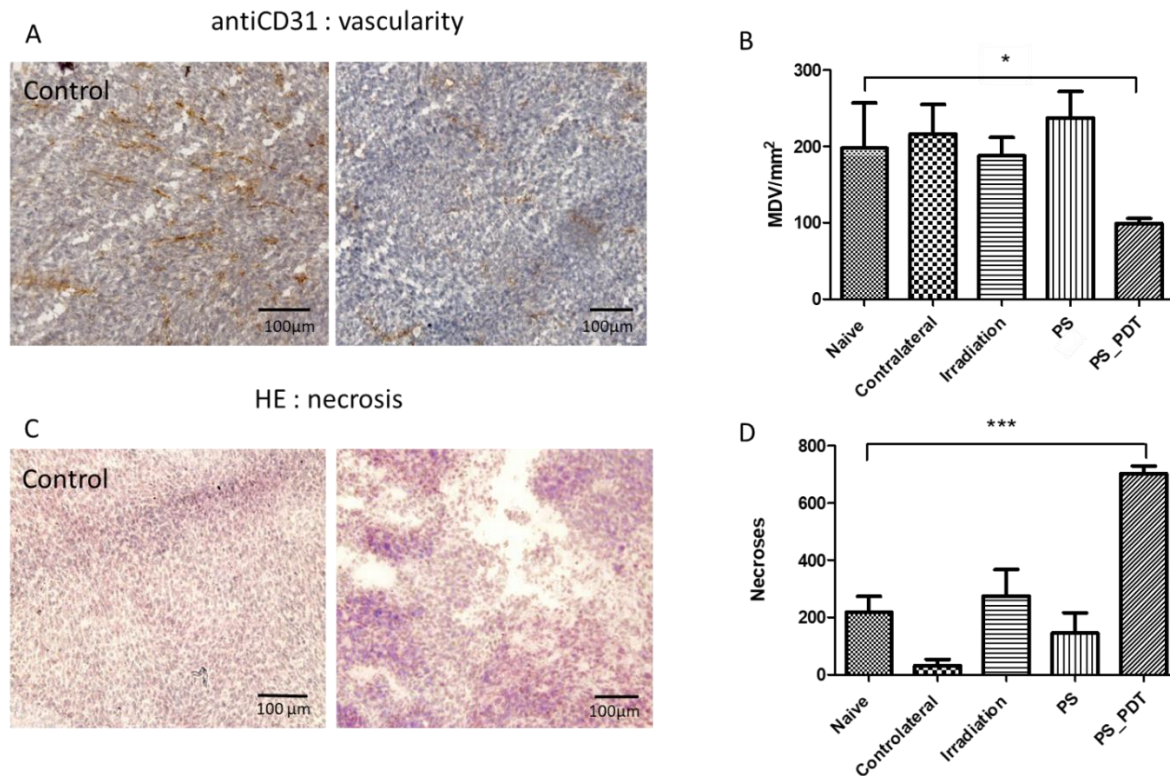 antiCD31 : vascularity
A
Control
100µm
100µm
B
*
300
200
100
0
MDV/mm²
Naive
Contralateral
Irradiation
PS
PS_PDT
HE : necrosis
C
Control
100 µm
100µm
D
***
800
600
400
200
0
Necroses
Naive
Controlateral
Irradiation
PS
PS_PDT